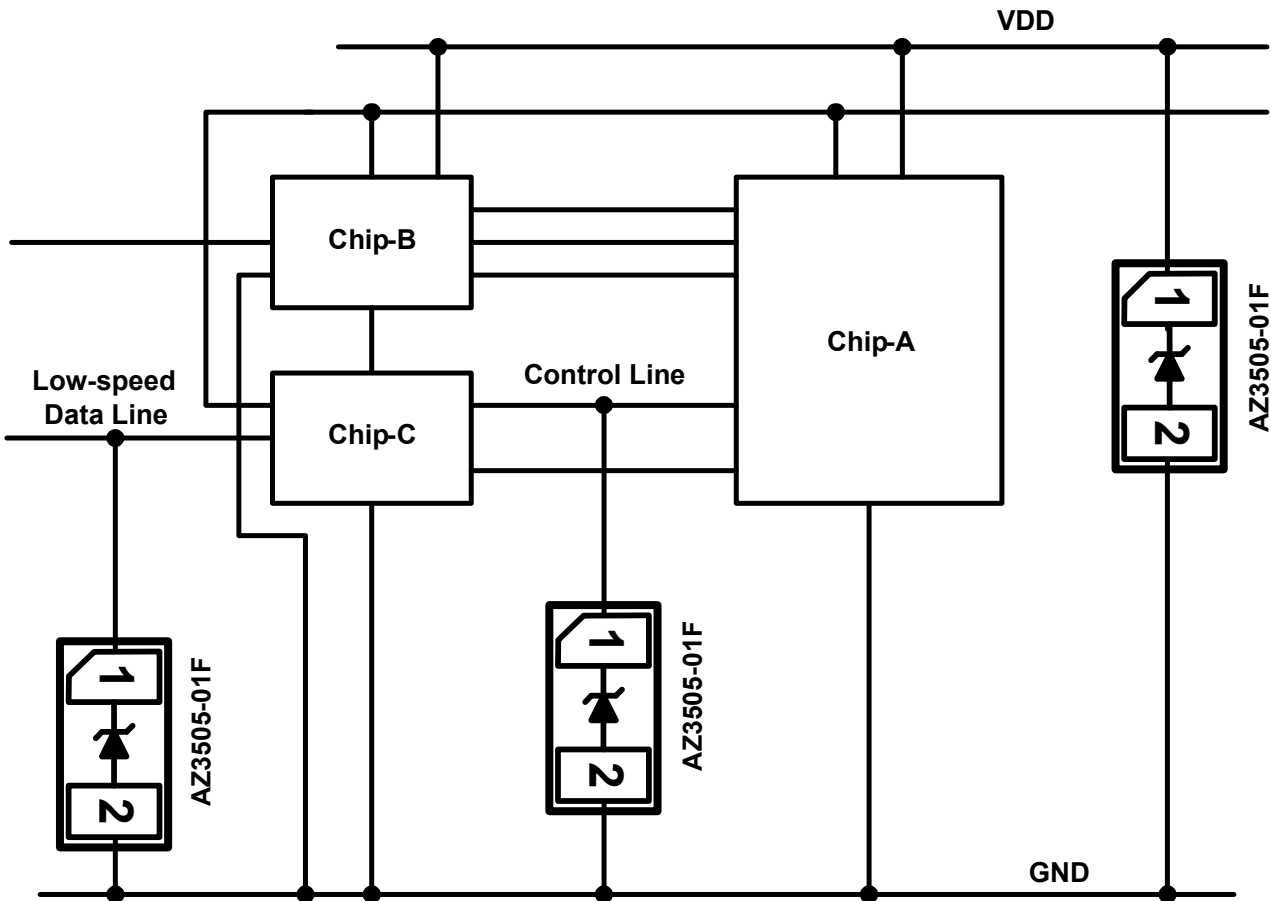 VDD
Chip-B
Chip-A
1
2
AZ3505-01F
Low-speed
Data Line
Control Line
Chip-C
1
2
AZ3505-01F
1
2
AZ3505-01F
GND